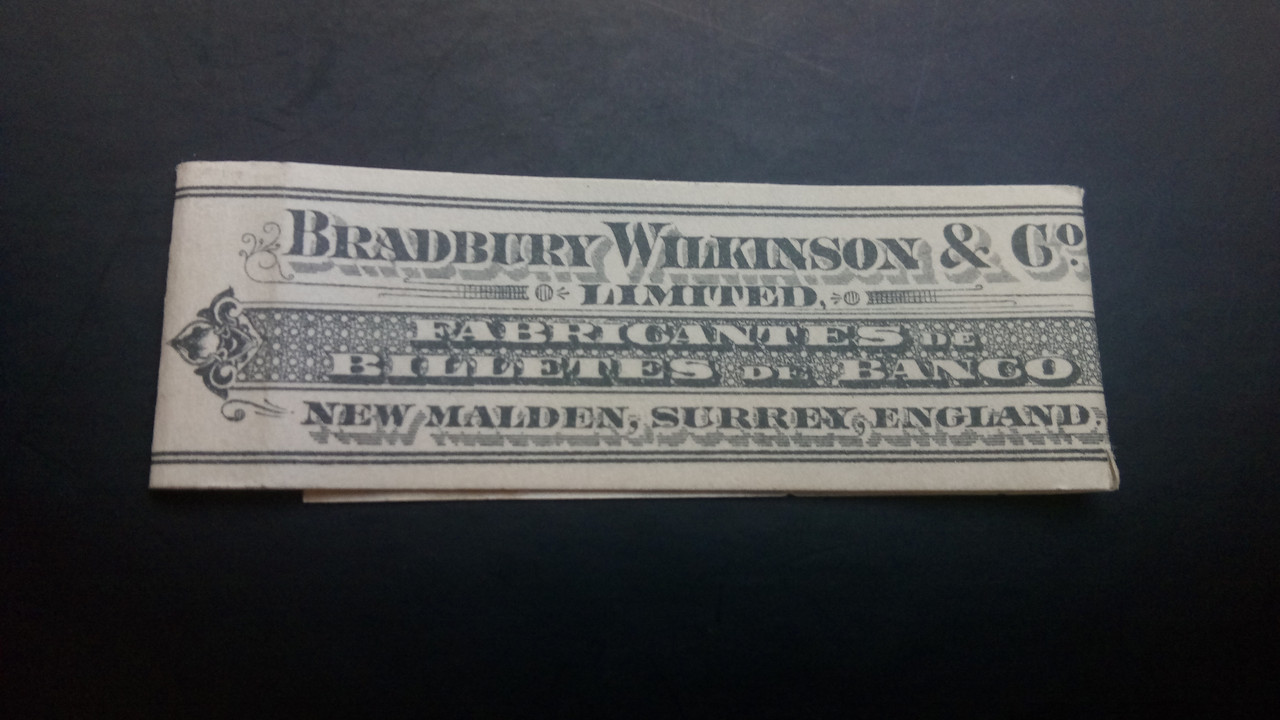 BRADBURY WILKINSON & Co.
LIMITED,
FABRICANTES DE
BILLETES DE BANCO
NEW MALDEN, SURREY, ENGLAND.